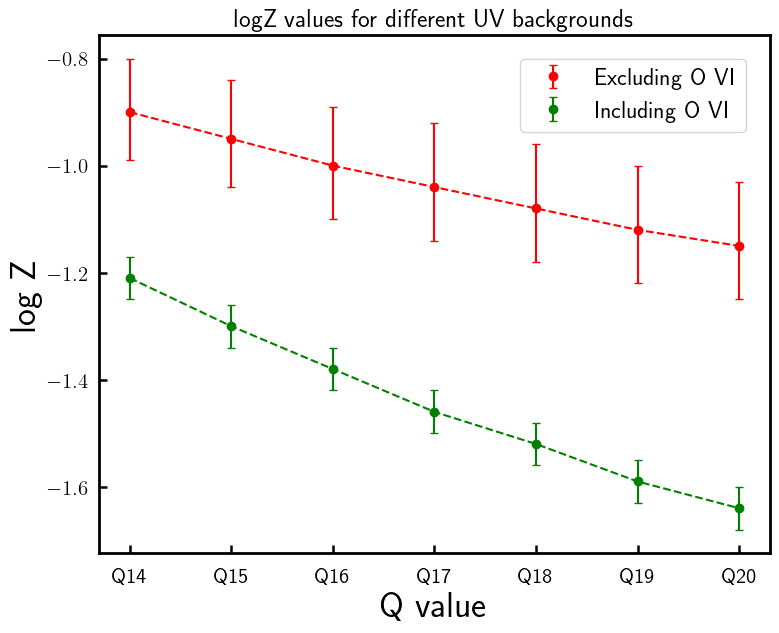 logZ values for different UV backgrounds
Excluding O VI
Including O VI
−0.8
−1.0
−1.2
−1.4
−1.6
log Z
Q14 Q15 Q16 Q17 Q18 Q19 Q20
Q value